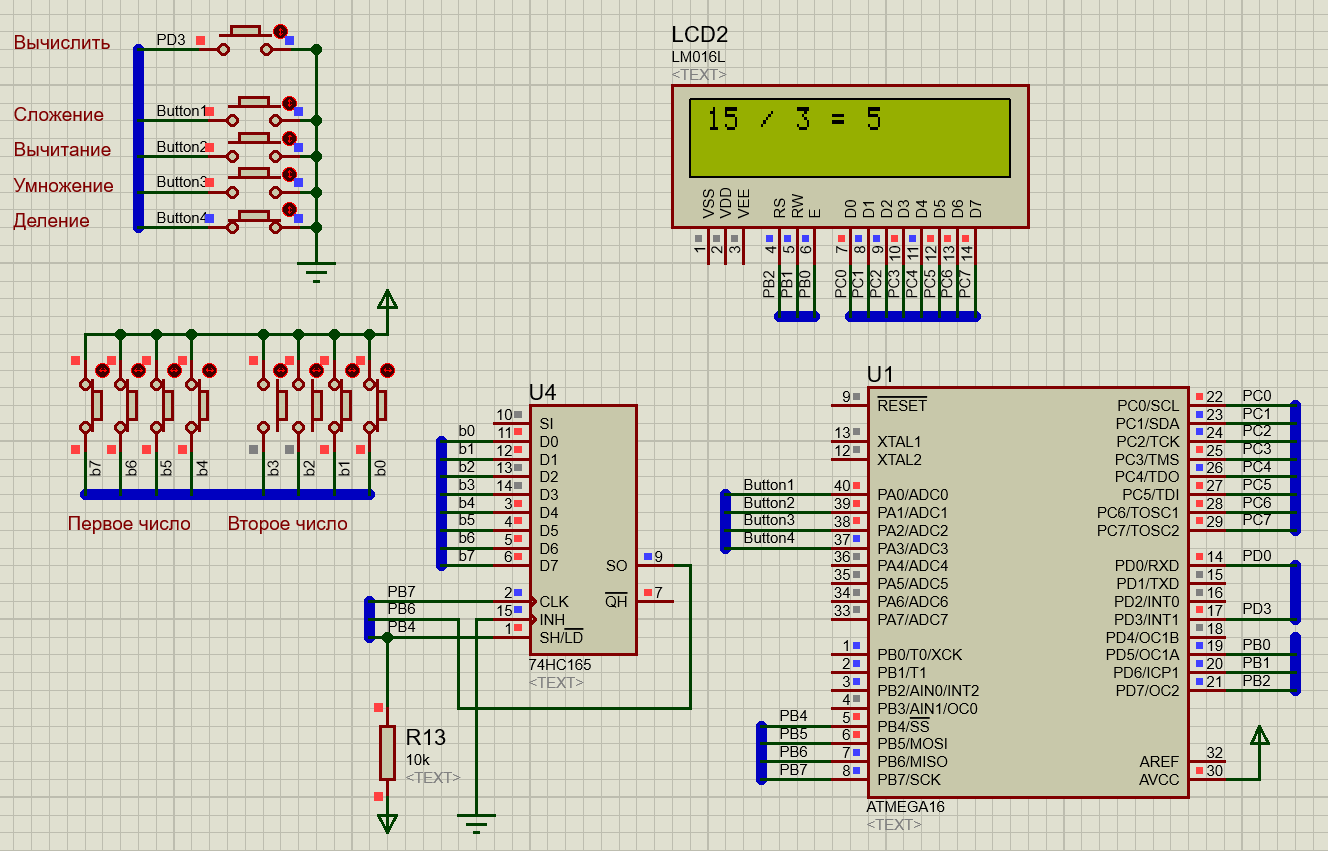 Вычислить
PD3
Сложение
Button1
Вычитание
Button2
Умножение
Button3
Деление
Button4
LCD2
LM016L
<TEXT>
15 / 3 = 5
VSS
VDD
VEE
RS
RW
E
D0
D1
D2
D3
D4
D5
D6
D7
1
2
3
4
5
6
7
8
9
10
11
12
13
14
PB2
PB1
PB0
PC0
PC1
PC2
PC3
PC4
PC5
PC6
PC7
b7
b6
b5
b4
b3
b2
b1
b0
Первое число
Второе число
U4
10 SI
b0 11 D0
b1 12 D1
b2 13 D2
b3 14 D3
b4 3 D4
b5 4 D5
b6 5 D6
b7 6 D7
SO 9
PB7 2 CLK
QH 7
PB6 15 INH
PB4 1 SH/LD
74HC165
<TEXT>
R13
10k
<TEXT>
U1
9 RESET
13 XTAL1
12 XTAL2
Button1 40 PA0/ADC0
Button2 39 PA1/ADC1
Button3 38 PA2/ADC2
Button4 37 PA3/ADC3
36 PA4/ADC4
35 PA5/ADC5
34 PA6/ADC6
33 PA7/ADC7
1 PB0/T0/XCK
2 PB1/T1
3 PB2/AIN0/INT2
4 PB3/AIN1/OC0
PB4 5 PB4/SS
PB5 6 PB5/MOSI
PB6 7 PB6/MISO
PB7 8 PB7/SCK
PC0/SCL 22 PC0
PC1/SDA 23 PC1
PC2/TCK 24 PC2
PC3/TMS 25 PC3
PC4/TDO 26 PC4
PC5/TDI 27 PC5
PC6/TOSC1 28 PC6
PC7/TOSC2 29 PC7
PD0/RXD 14 PD0
PD1/TXD 15
PD2/INT0 16
PD3/INT1 17 PD3
PD4/OC1B 18
PD5/OC1A 19 PB0
PD6/ICP1 20 PB1
PD7/OC2 21 PB2
AREF 32
AVCC 30
ATMEGA16
<TEXT>